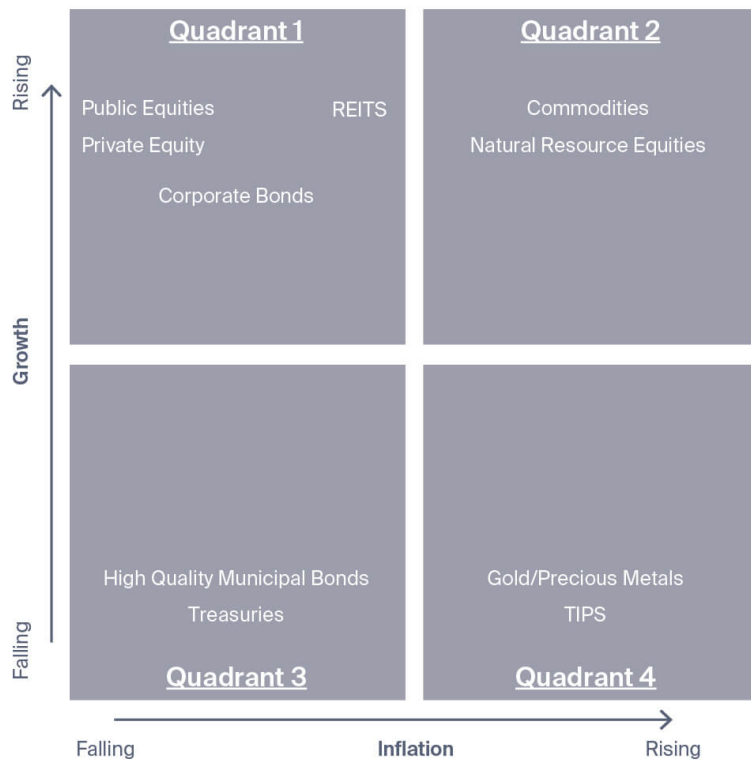 Quadrant 1
Public Equities
REITS
Private Equity
Corporate Bonds
Quadrant 2
Commodities
Natural Resource Equities
Rising
Growth
Falling
High Quality Municipal Bonds
Treasuries
Quadrant 3
Gold/Precious Metals
TIPS
Quadrant 4
Falling
Inflation
Rising